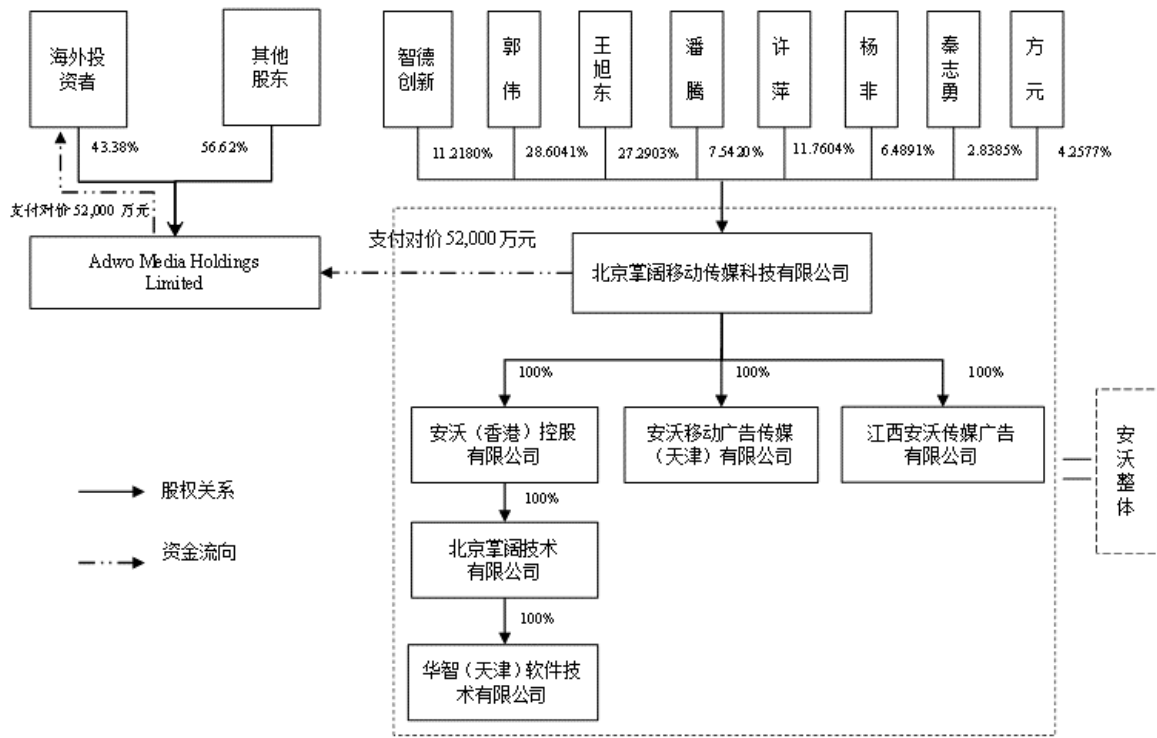 海外投
资者
其他
股东
智德
创新
郭
伟
王
旭
东
潘
腾
许
萍
杨
非
秦
志
勇
方
元
43.38%
56.62%
11.2180%
28.6041%
27.2903%
7.5420%
11.7604%
6.4891%
2.8385%
4.2577%
支付对价 52,000 万元
支付对价 52,000 万元
Adwo Media Holdings
Limited
北京掌阔移动传媒科技有限公司
100%
100%
100%
安沃（香港）控股
有限公司
安沃移动广告传媒
（天津）有限公司
江西安沃传媒广告
有限公司
安
沃
整
体
股权关系
100%
北京掌阔技术
有限公司
资金流向
100%
华智（天津）软件技
术有限公司